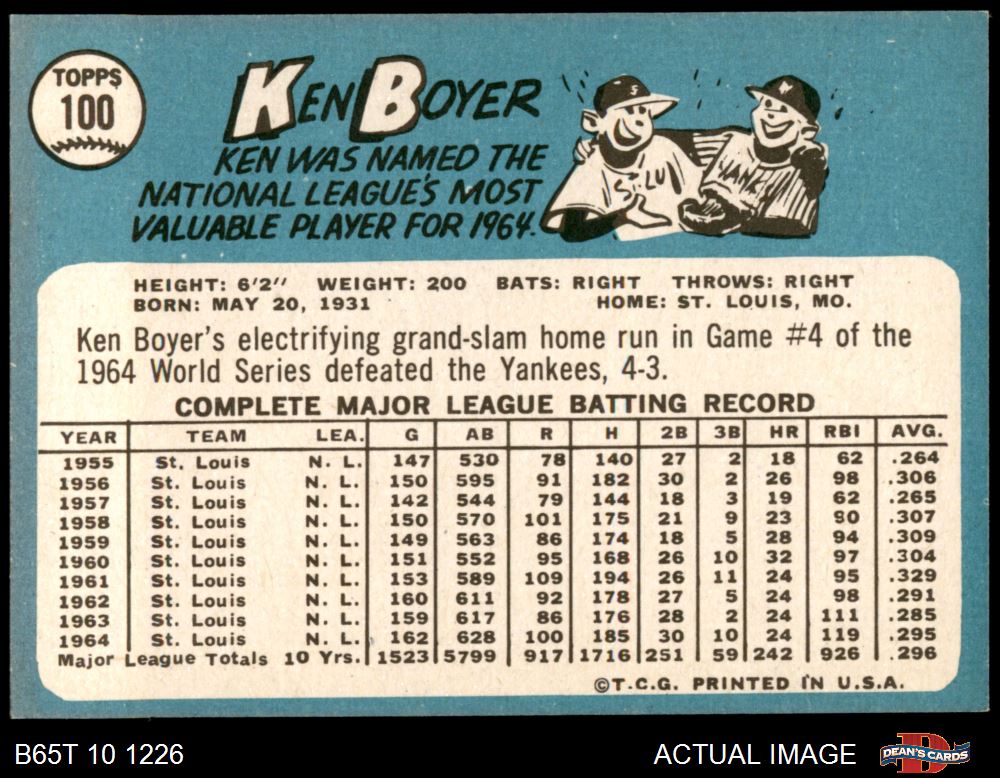 TOPPS
100
KEN BOYER
KEN WAS NAMED THE
NATIONAL LEAGUE'S MOST
VALUABLE PLAYER FOR 1964.
S
ST. LOU
YANK
HEIGHT: 6'2" WEIGHT: 200 BATS: RIGHT THROWS: RIGHT
BORN: MAY 20, 1931 HOME: ST. LOUIS, MO.
Ken Boyer's electrifying grand-slam home run in Game #4 of the
1964 World Series defeated the Yankees, 4-3.
COMPLETE MAJOR LEAGUE BATTING RECORD
YEAR TEAM LEA. G AB R H 2B 3B HR RBI AVG.
1955 St. Louis N. L. 147 530 78 140 27 2 18 62 .264
1956 St. Louis N. L. 150 595 91 182 30 2 26 98 .306
1957 St. Louis N. L. 142 544 79 144 18 3 19 62 .265
1958 St. Louis N. L. 150 570 101 175 21 9 23 90 .307
1959 St. Louis N. L. 149 563 86 174 18 5 28 94 .309
1960 St. Louis N. L. 151 552 95 168 26 10 32 97 .304
1961 St. Louis N. L. 153 589 109 194 26 11 24 95 .329
1962 St. Louis N. L. 160 611 92 178 27 5 24 98 .291
1963 St. Louis N. L. 159 617 86 176 28 2 24 111 .285
1964 St. Louis N. L. 162 628 100 185 30 10 24 119 .295
Major League Totals 10 Yrs. 1523 5799 917 1716 251 59 242 926 .296
©T.C.G. PRINTED IN U.S.A.
B65T 10 1226 ACTUAL IMAGE D DEAN'S CARDS